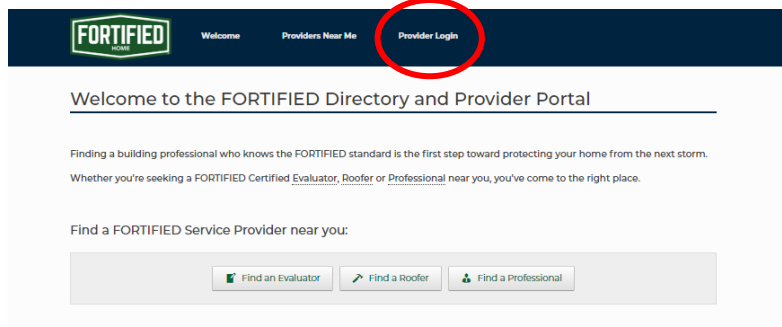 FORTIFIED
HOME
Welcome Providers Near Me Provider Login
Welcome to the FORTIFIED Directory and Provider Portal
Finding a building professional who knows the FORTIFIED standard is the first step toward protecting your home from the next storm.
Whether you're seeking a FORTIFIED Certified Evaluator, Roofer or Professional near you, you've come to the right place.
Find a FORTIFIED Service Provider near you:
Find an Evaluator Find a Roofer Find a Professional